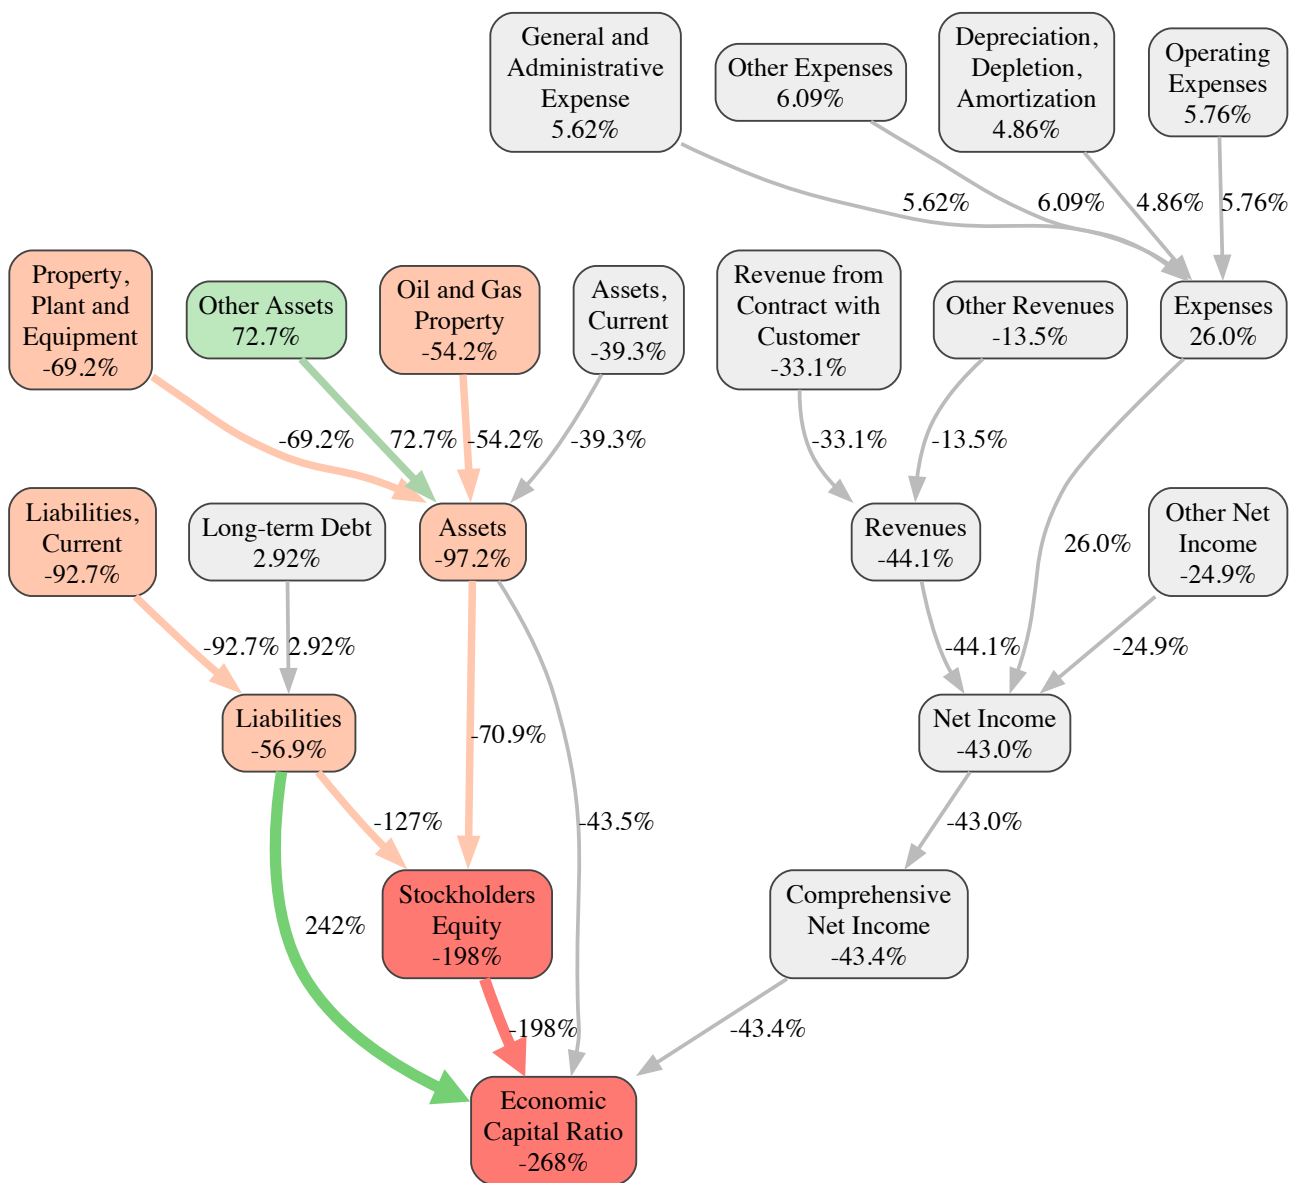 General and
Administrative
Expense
5.62%
Other Expenses
6.09%
Depreciation,
Depletion,
Amortization
4.86%
Operating
Expenses
5.76%
5.62%
6.09%
4.86%
5.76%
Property,
Plant and
Equipment
-69.2%
Other Assets
72.7%
Oil and Gas
Property
-54.2%
Assets,
Current
-39.3%
Revenue from
Contract with
Customer
-33.1%
Other Revenues
-13.5%
Expenses
26.0%
-69.2%
72.7%
-54.2%
-39.3%
-33.1%
-13.5%
Liabilities,
Current
-92.7%
Long-term Debt
2.92%
Assets
-97.2%
Revenues
-44.1%
26.0%
Other Net
Income
-24.9%
-92.7%
2.92%
-44.1%
-24.9%
Liabilities
-56.9%
-70.9%
Net Income
-43.0%
-127%
-43.5%
-43.0%
242%
Stockholders
Equity
-198%
Comprehensive
Net Income
-43.4%
-198%
-43.4%
Economic
Capital Ratio
-268%